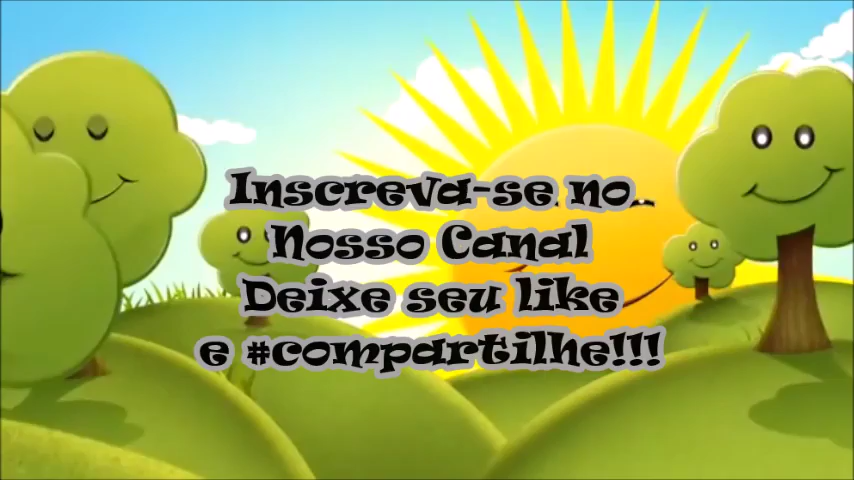 Inscreva-se no
Nosso Canal
Deixe seu like
e #compartilhe!!!